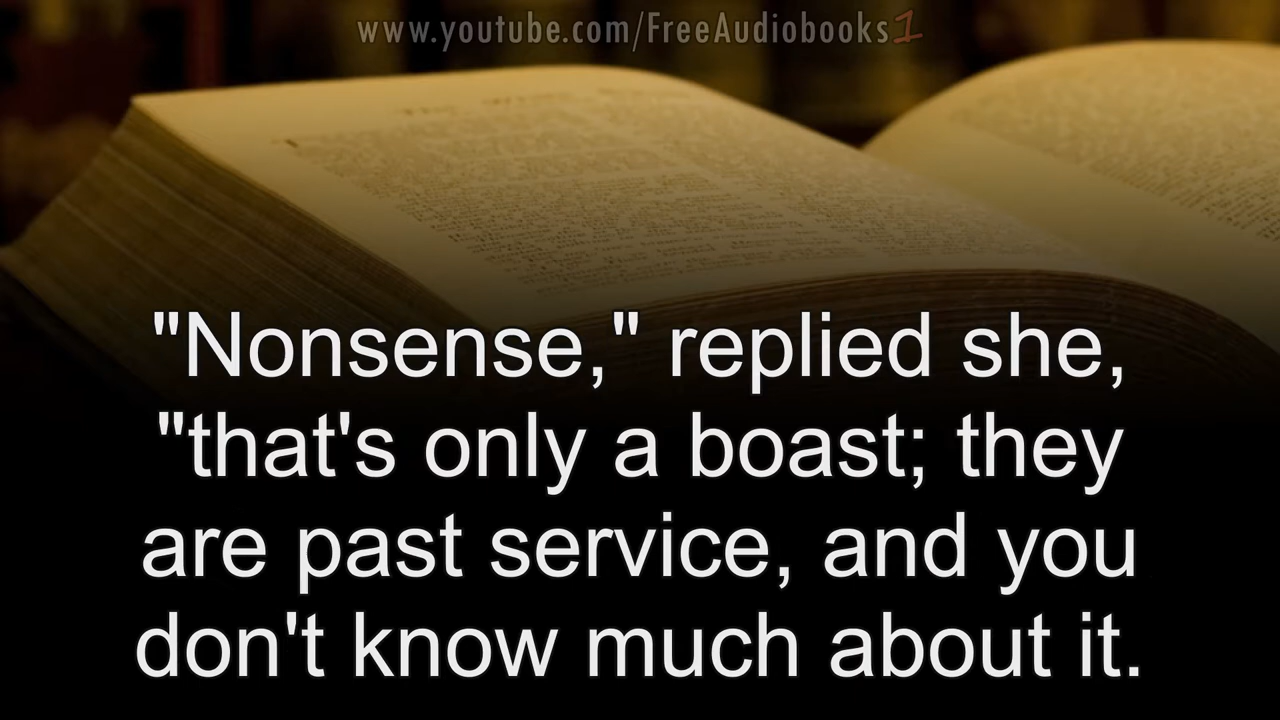 www.youtube.com/FreeAudiobooks1
"Nonsense," replied she,
"that's only a boast; they
are past service, and you
don't know much about it.